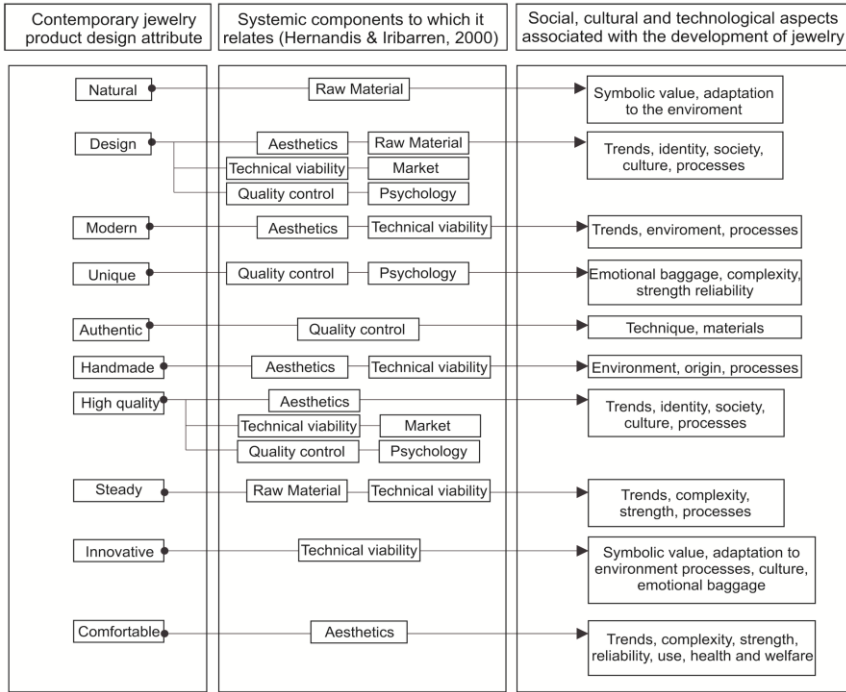 Contemporary jewelry
product design attribute
Systemic components to which it
relates (Hernandis & Iribarren, 2000)
Social, cultural and technological aspects
associated with the development of jewelry
Natural
Raw Material
Symbolic value, adaptation
to the enviroment
Design
Aesthetics
Raw Material
Technical viability
Market
Quality control
Psychology
Trends, identity, society,
culture, processes
Modern
Aesthetics
Technical viability
Trends, enviroment, processes
Unique
Quality control
Psychology
Emotional baggage, complexity,
strength reliability
Authentic
Quality control
Technique, materials
Handmade
Aesthetics
Technical viability
Environment, origin, processes
High quality
Aesthetics
Technical viability
Market
Quality control
Psychology
Trends, identity, society,
culture, processes
Steady
Raw Material
Technical viability
Trends, complexity,
strength, processes
Innovative
Technical viability
Symbolic value, adaptation to
environment processes, culture,
emotional baggage
Comfortable
Aesthetics
Trends, complexity, strength,
reliability, use, health and welfare